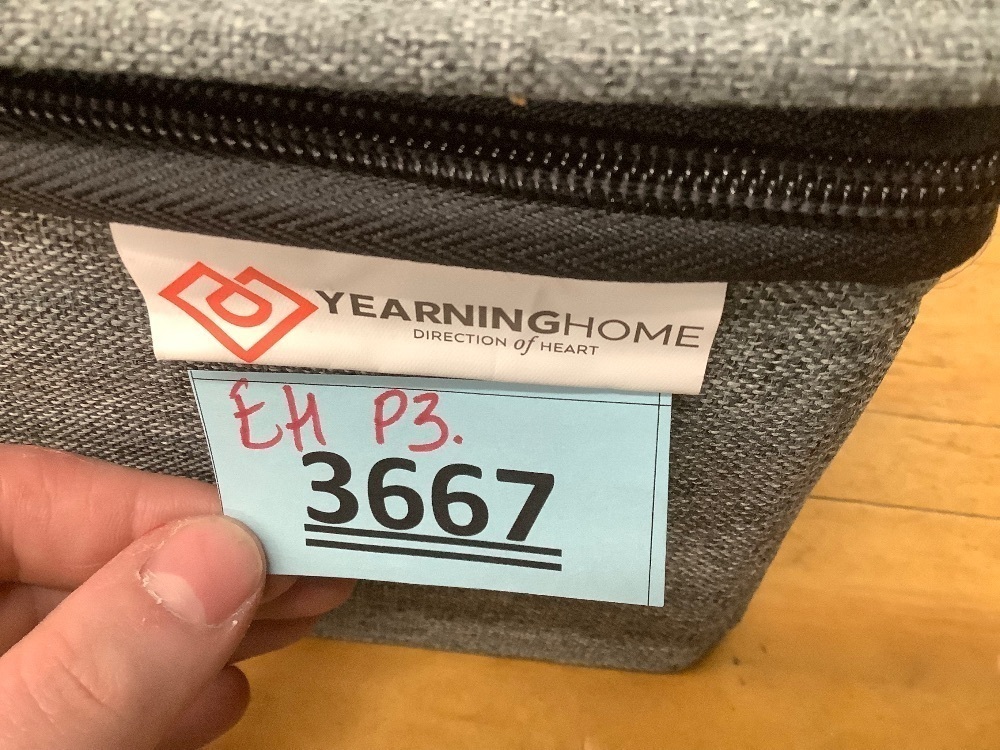 YEARNINGHOME
DIRECTION of HEART
EH P3.
3667